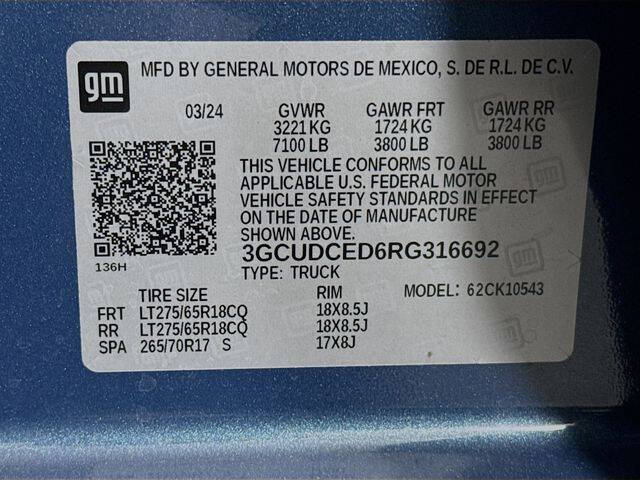 gm MFD BY GENERAL MOTORS DE MEXICO, S. DE R.L. DE C.V.
03/24 GVWR GAWR FRT GAWR RR
3221 KG 1724 KG 1724 KG
7100 LB 3800 LB 3800 LB
THIS VEHICLE CONFORMS TO ALL
APPLICABLE U.S. FEDERAL MOTOR
VEHICLE SAFETY STANDARDS IN EFFECT
ON THE DATE OF MANUFACTURE
SHOWN ABOVE.
3GCUDCED6RG316692
136H
TYPE: TRUCK
TIRE SIZE RIM MODEL: 62CK10543
FRT LT275/65R18CQ 18X8.5J
RR LT275/65R18CQ 18X8.5J
SPA 265/70R17 S 17X8J